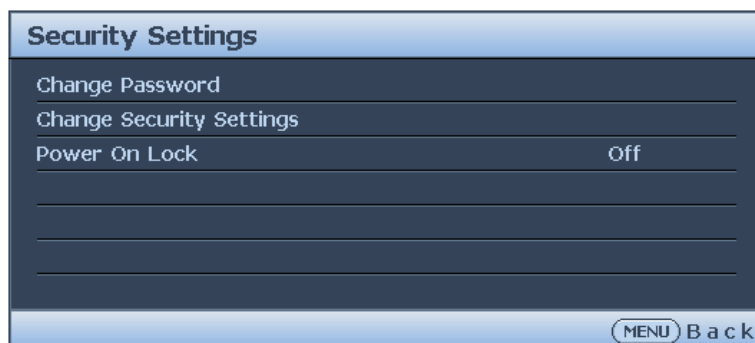 Security Settings
Change Password
Change Security Settings
Power On Lock Off
MENU Back